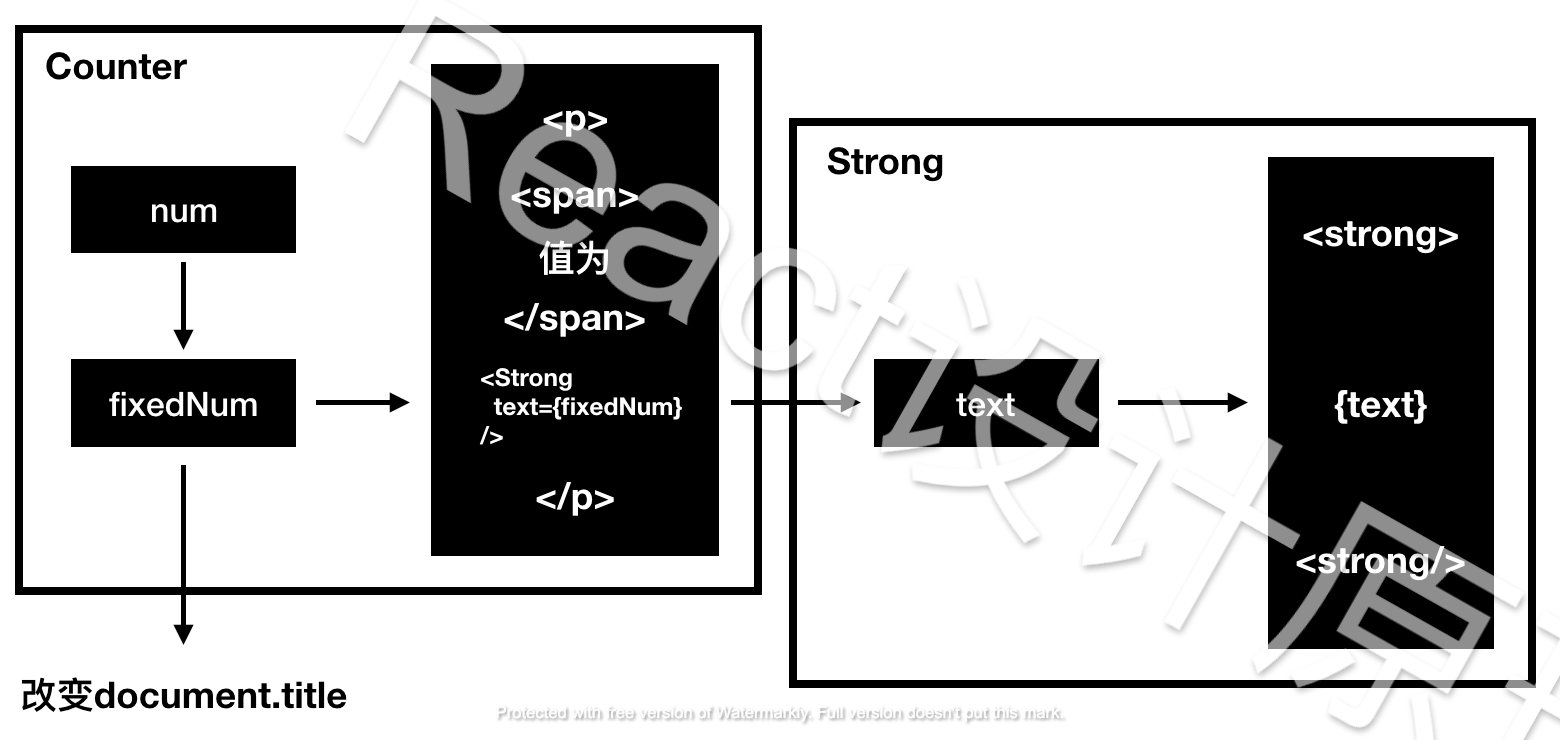 Counter
num
fixedNum
改变document.title
<p>
<span>
值为
</span>
<Strong
text={fixedNum}
/>
</p>
Strong
text
<strong>
{text}
<strong/>
React设计原
Protected with free version of Watermarkly. Full version doesn't put this mark.